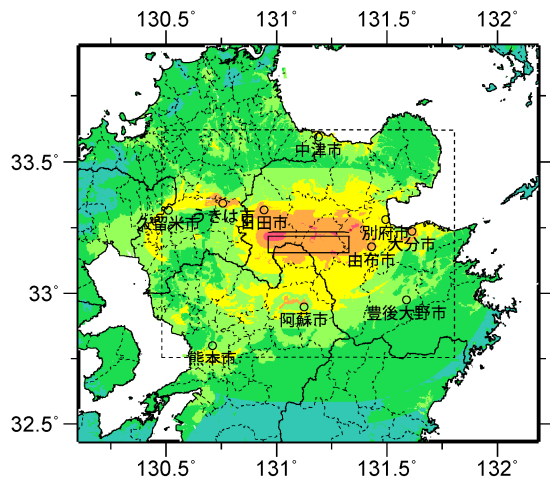 130.5° 131° 131.5° 132°
33.5°
中津市
久留米市 うきは市 日田市
別府市
大分市
由布市
33°
阿蘇市 豊後大野市
熊本市
32.5°
130.5° 131° 131.5° 132°